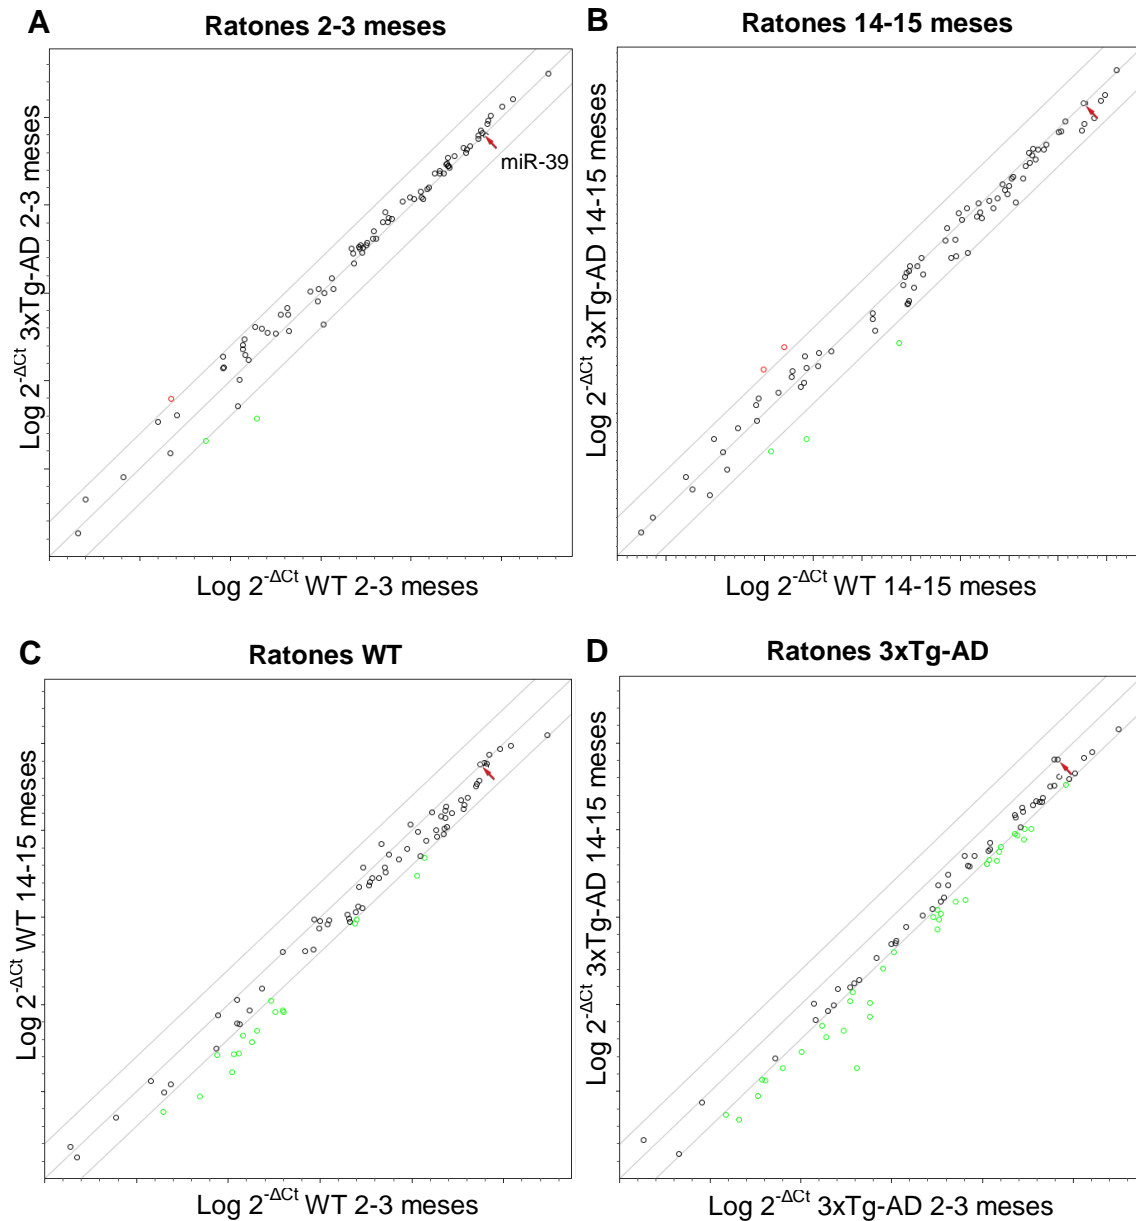 A
Ratones 2-3 meses
Log 2^-ΔCt 3xTg-AD 2-3 meses
miR-39
Log 2^-ΔCt WT 2-3 meses
B
Ratones 14-15 meses
Log 2^-ΔCt 3xTg-AD 14-15 meses
Log 2^-ΔCt WT 14-15 meses
C
Ratones WT
Log 2^-ΔCt WT 14-15 meses
Log 2^-ΔCt WT 2-3 meses
D
Ratones 3xTg-AD
Log 2^-ΔCt 3xTg-AD 14-15 meses
Log 2^-ΔCt 3xTg-AD 2-3 meses